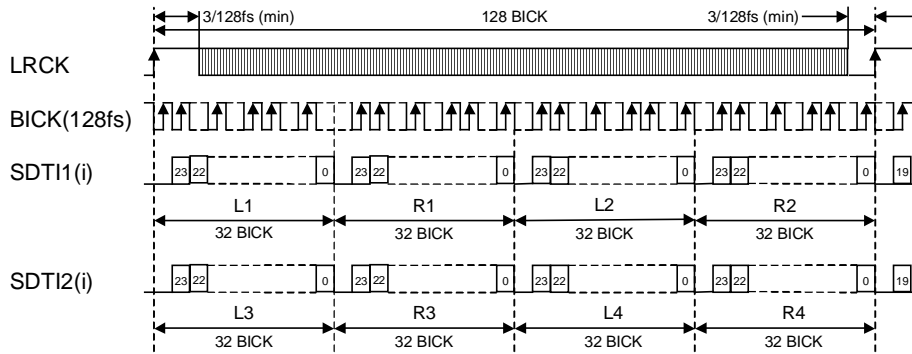 3/128fs (min) 128 BICK 3/128fs (min)
LRCK
BICK(128fs)
SDTI1(i) 23 22 0 23 22 0 23 22 0 23 22 0 19
L1 R1 L2 R2
32 BICK 32 BICK 32 BICK 32 BICK
SDTI2(i) 23 22 0 23 22 0 23 22 0 23 22 0 19
L3 R3 L4 R4
32 BICK 32 BICK 32 BICK 32 BICK